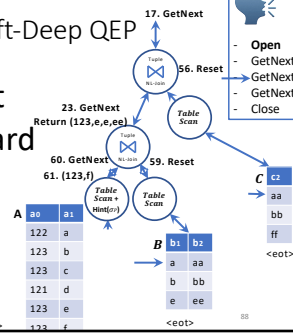 ft-Deep QEP
17. GetNext
Tuple
NL-Join
56. Reset
- Open
- GetNext
- GetNext
- GetNext
- Close
23. GetNext
Return (123,e,e,ee)
Table
Scan
Tuple
NL-Join
60. GetNext
59. Reset
61. (123,f)
Table
Scan +
Table
Scan
C
c2
aa
bb
ff
<eot>
A
a0 a1
122 a
123 b
123 c
121 d
123 e
123 f
B
b1 b2
a aa
b bb
e ee
<eot>
88